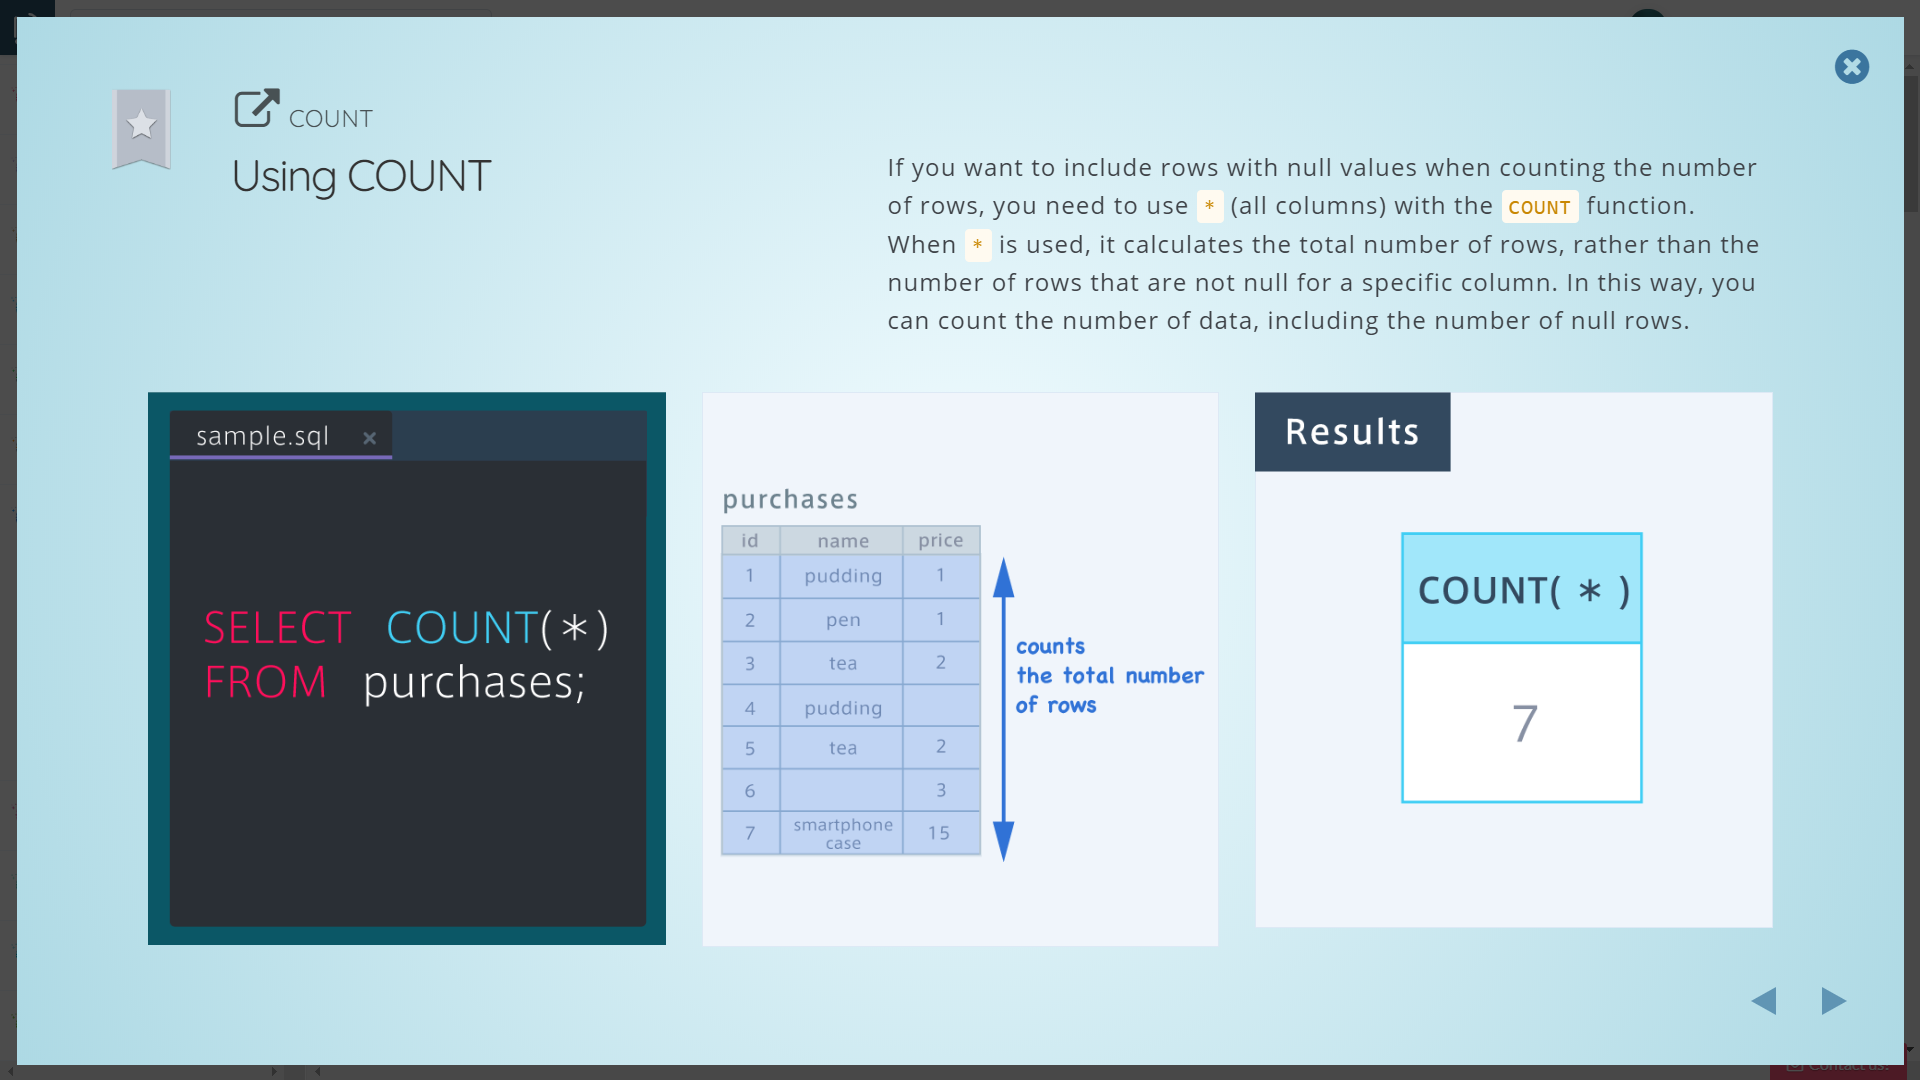 COUNT
Using COUNT
If you want to include rows with null values when counting the number
of rows, you need to use * (all columns) with the COUNT function.
When * is used, it calculates the total number of rows, rather than the
number of rows that are not null for a specific column. In this way, you
can count the number of data, including the number of null rows.
sample.sql ×
SELECT COUNT(*)
FROM purchases;
purchases
id name price
1 pudding 1
2 pen 1
3 tea 2
4 pudding
5 tea 2
6 3
7 smartphone case 15
counts
the total number
of rows
Results
COUNT( * )
7
Contact us!